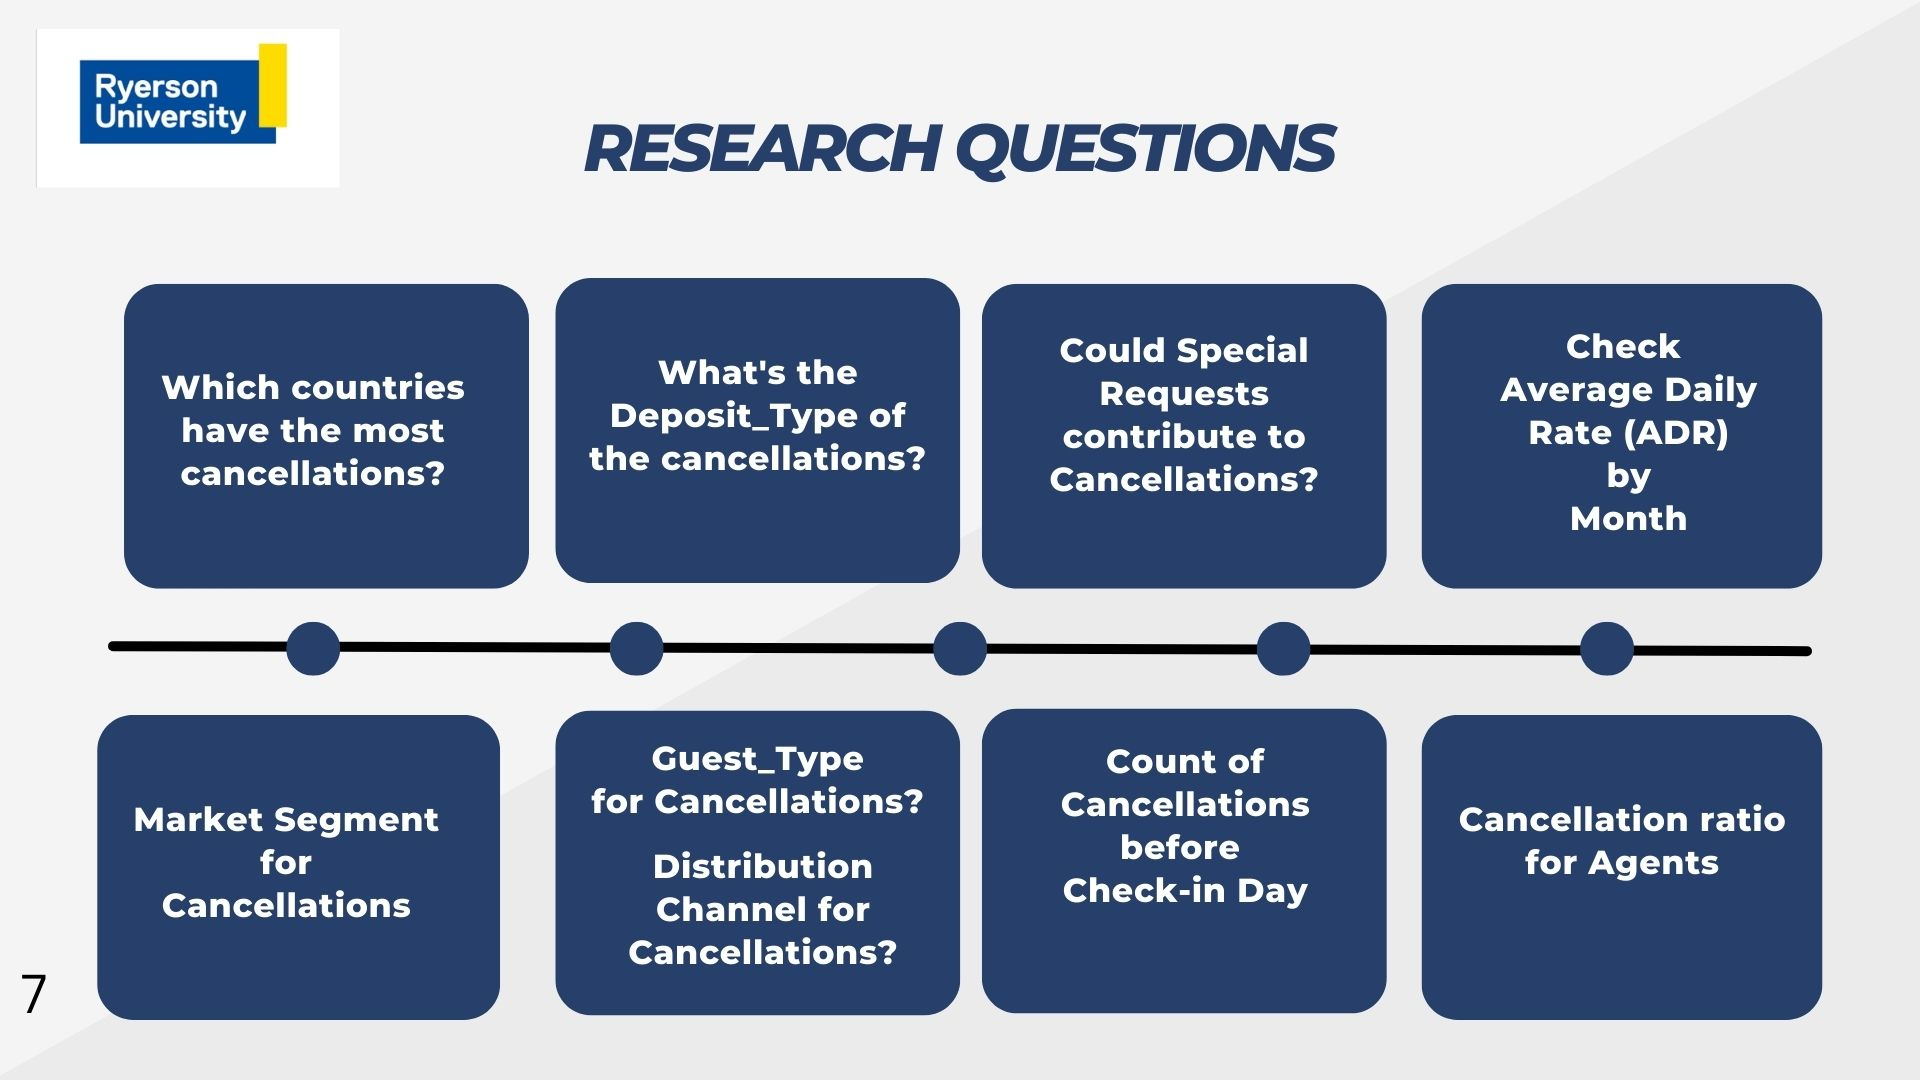 Ryerson
University
RESEARCH QUESTIONS
Which countries
have the most
cancellations?
What's the
Deposit_Type of
the cancellations?
Could Special
Requests
contribute to
Cancellations?
Check
Average Daily
Rate (ADR)
by
Month
Market Segment
for
Cancellations
Guest_Type
for Cancellations?
Distribution
Channel for
Cancellations?
Count of
Cancellations
before
Check-in Day
Cancellation ratio
for Agents
7